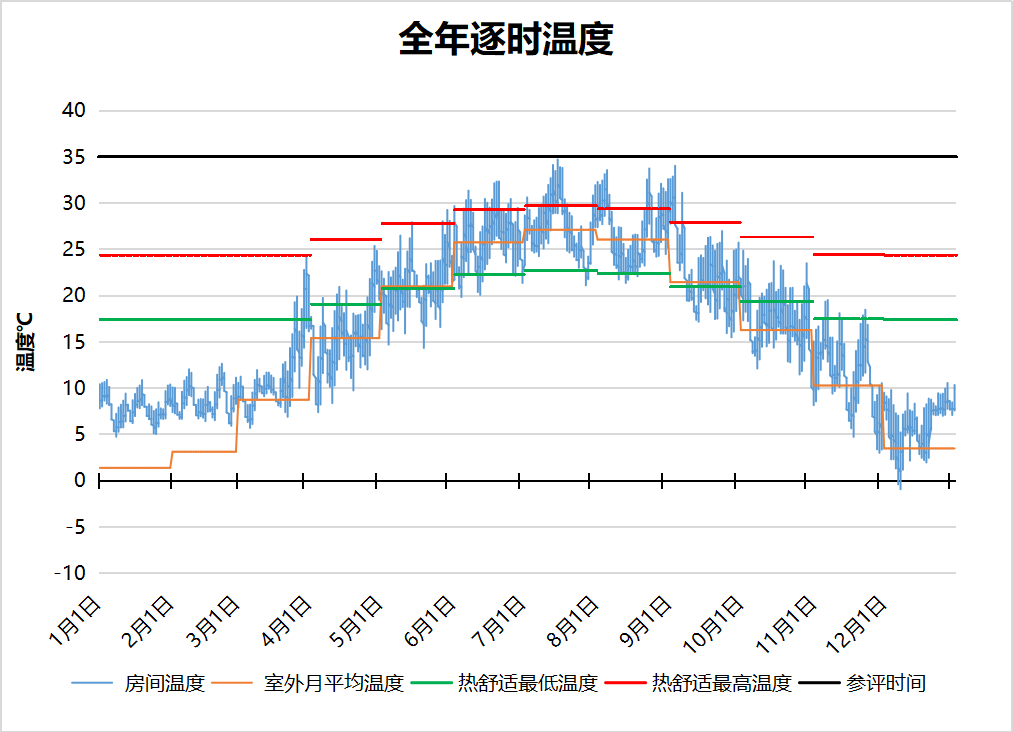 全年逐时温度
40
35
30
25
20
15
10
5
0
-5
-10
温度℃
1月1日
2月1日
3月1日
4月1日
5月1日
6月1日
7月1日
8月1日
9月1日
10月1日
11月1日
12月1日
房间温度 室外月平均温度 热舒适最低温度 热舒适最高温度 参评时间